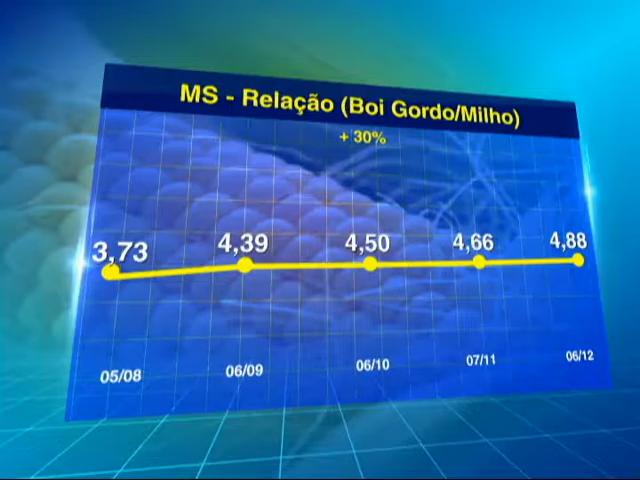 MS - Relação (Boi Gordo/Milho)
+ 30%
3,73 4,39 4,50 4,66 4,88
05/08 06/09 06/10 07/11 06/12